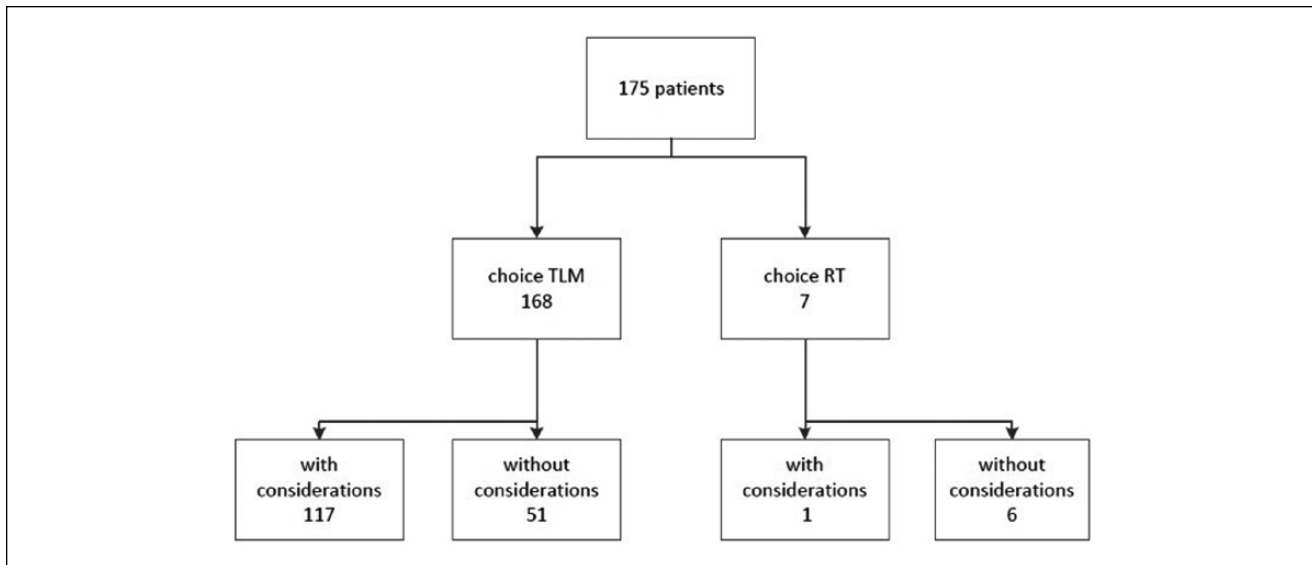 175 patients
choice TLM
168
choice RT
7
with
considerations
117
without
considerations
51
with
considerations
1
without
considerations
6